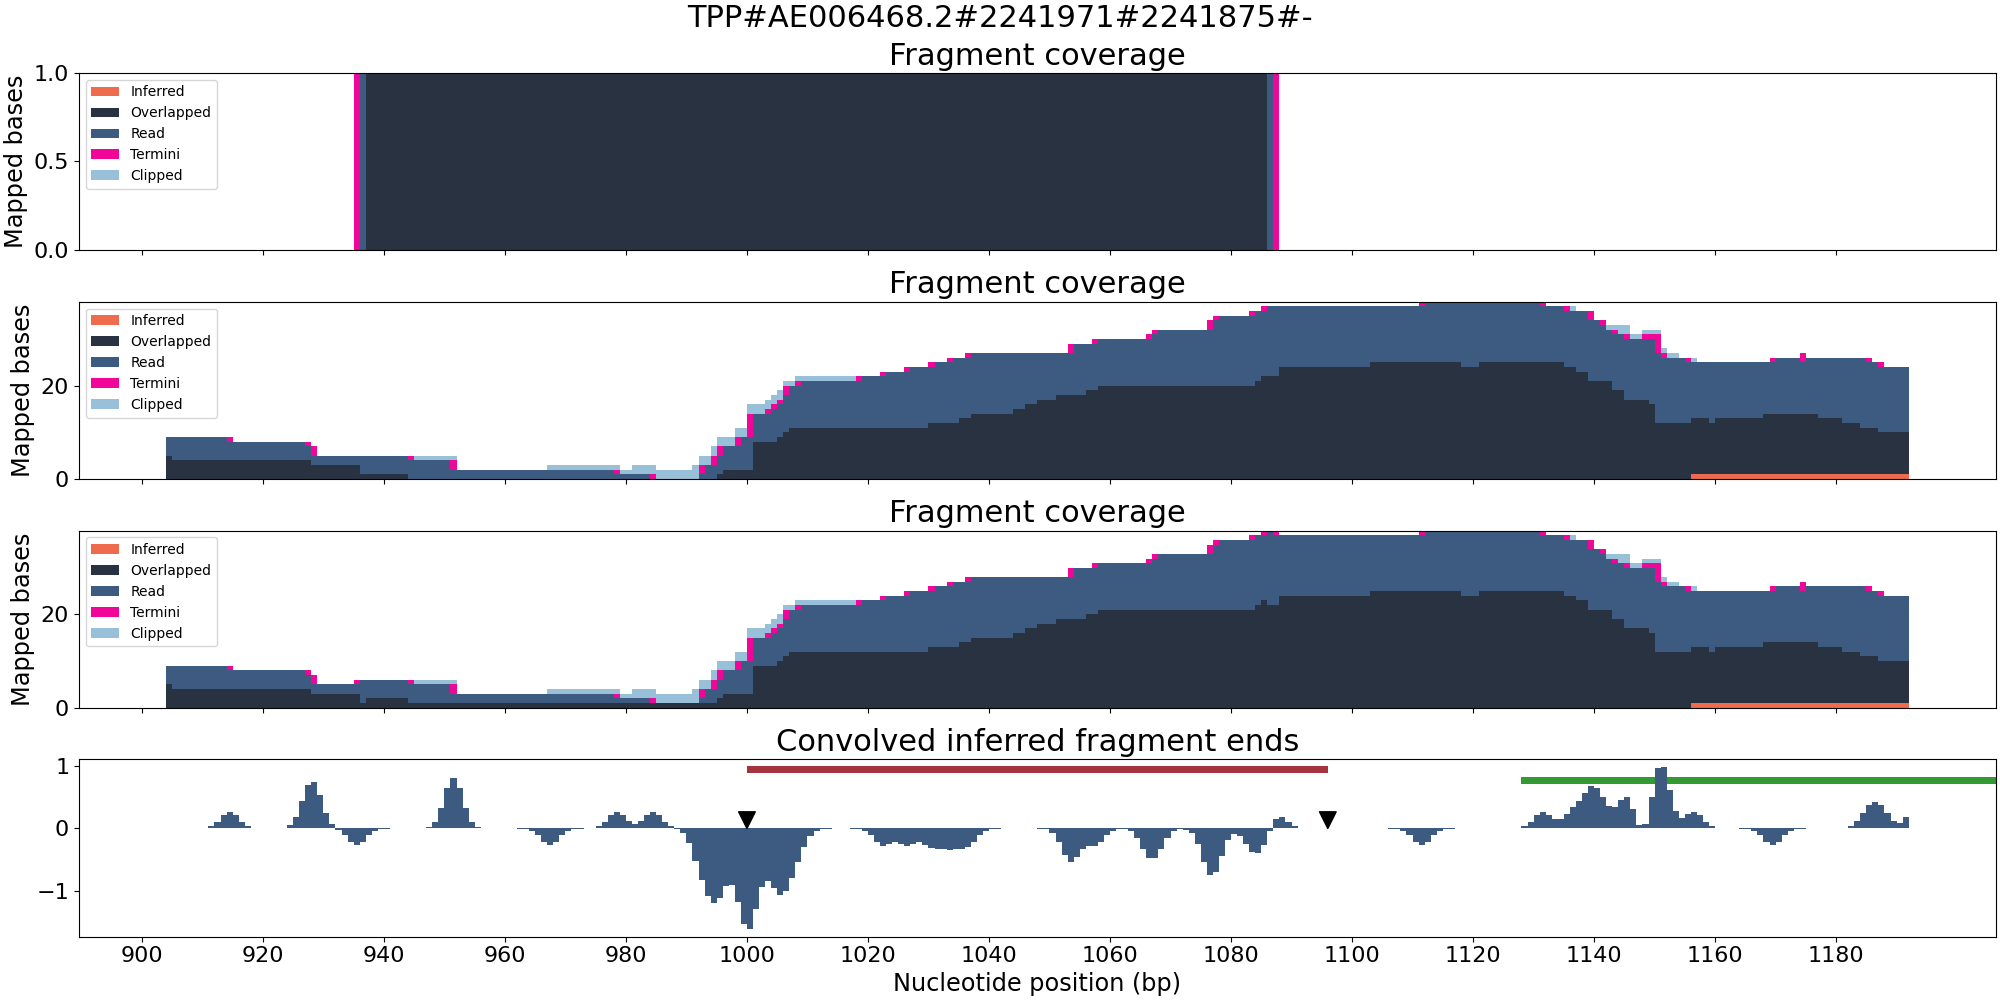 TPP#AE006468.2#2241971#2241875#-
Fragment coverage
Mapped bases
1.0
0.5
0.0
Inferred
Overlapped
Read
Termini
Clipped
Fragment coverage
Mapped bases
20
0
Inferred
Overlapped
Read
Termini
Clipped
Fragment coverage
Mapped bases
20
0
Inferred
Overlapped
Read
Termini
Clipped
Convolved inferred fragment ends
1
0
−1
900 920 940 960 980 1000 1020 1040 1060 1080 1100 1120 1140 1160 1180
Nucleotide position (bp)